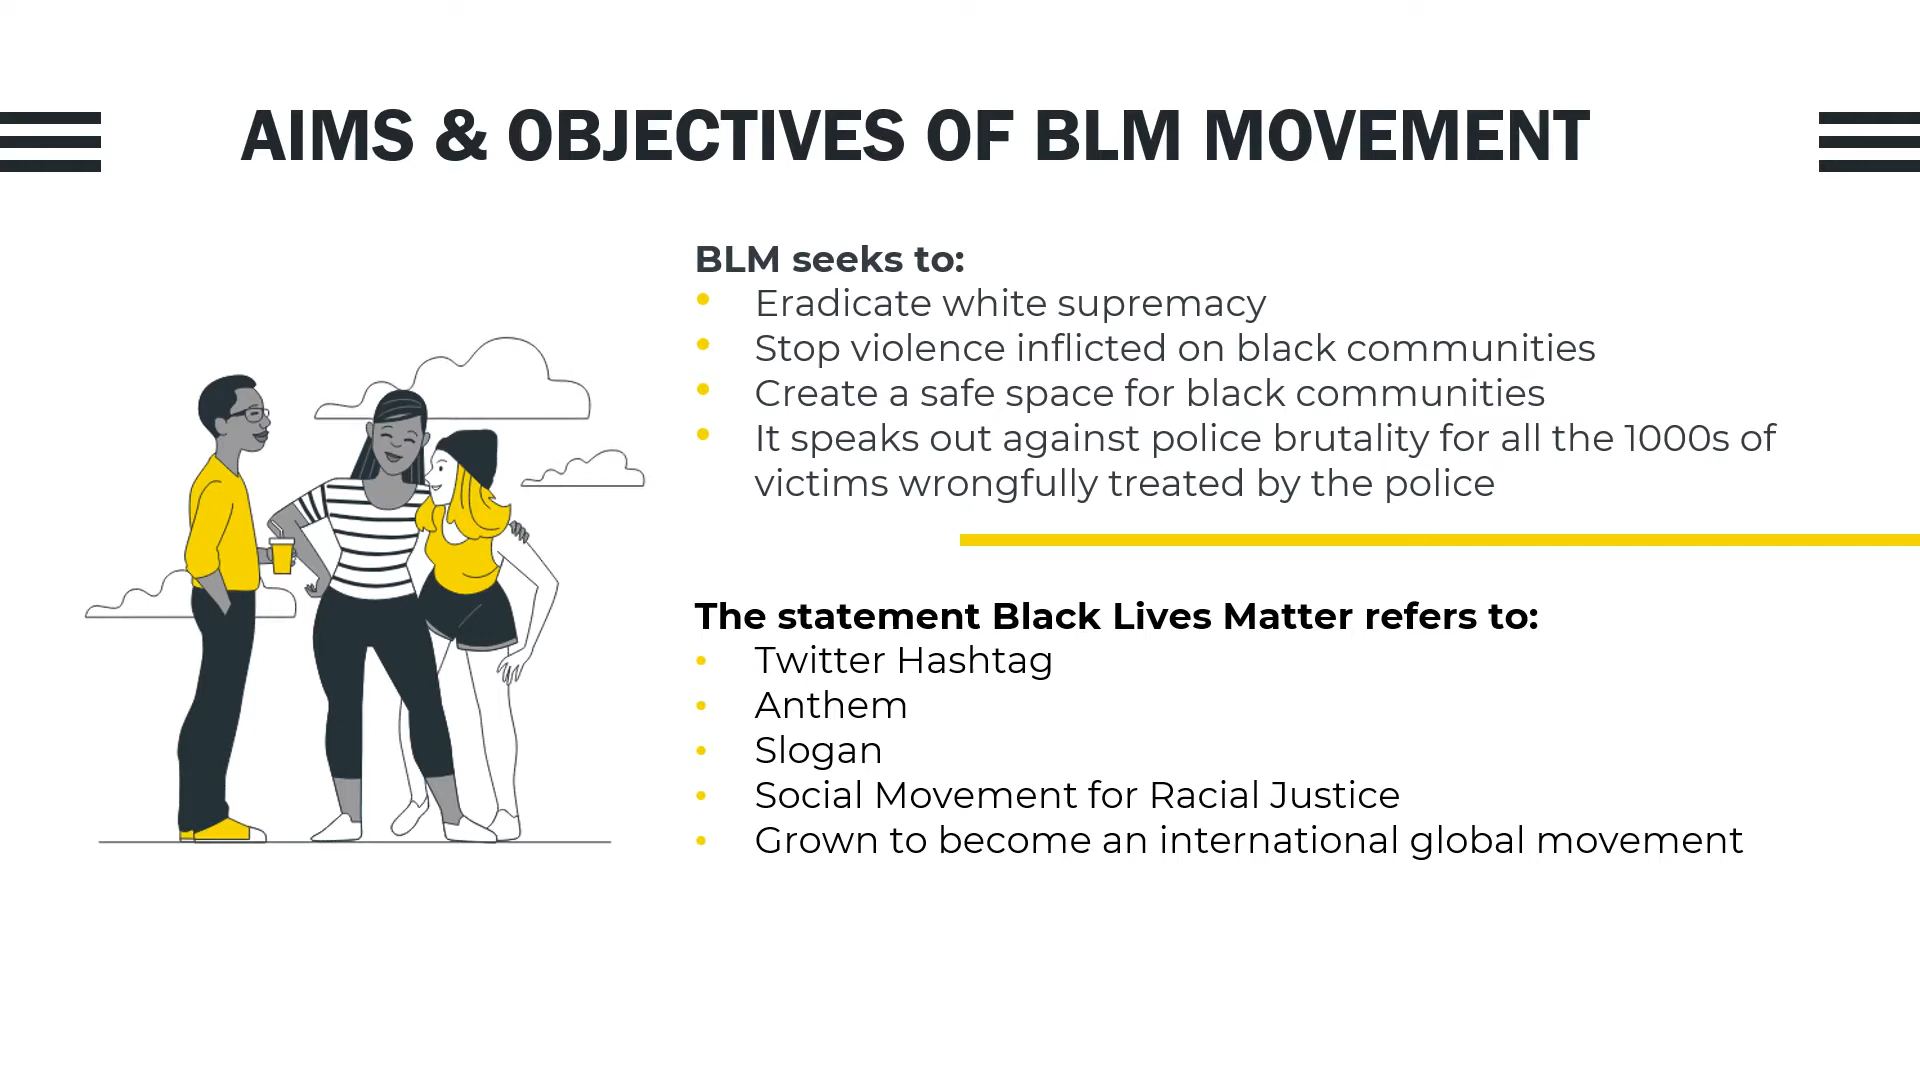 AIMS & OBJECTIVES OF BLM MOVEMENT
BLM seeks to:
• Eradicate white supremacy
• Stop violence inflicted on black communities
• Create a safe space for black communities
• It speaks out against police brutality for all the 1000s of
victims wrongfully treated by the police
The statement Black Lives Matter refers to:
• Twitter Hashtag
• Anthem
• Slogan
• Social Movement for Racial Justice
• Grown to become an international global movement